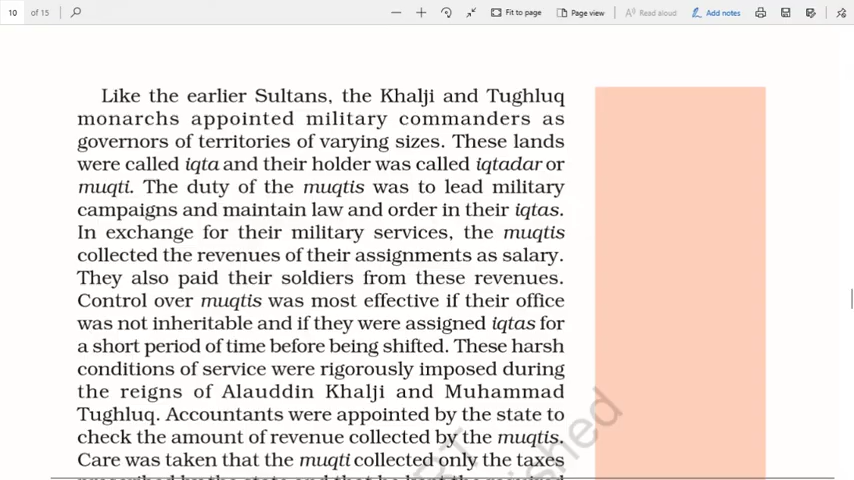 10 of 15 Fit to page Page view Read aloud Add notes
Like the earlier Sultans, the Khalji and Tughluq
monarchs appointed military commanders as
governors of territories of varying sizes. These lands
were called iqta and their holder was called iqtadar or
muqti. The duty of the muqtis was to lead military
campaigns and maintain law and order in their iqtas.
In exchange for their military services, the muqtis
collected the revenues of their assignments as salary.
They also paid their soldiers from these revenues.
Control over muqtis was most effective if their office
was not inheritable and if they were assigned iqtas for
a short period of time before being shifted. These harsh
conditions of service were rigorously imposed during
the reigns of Alauddin Khalji and Muhammad
Tughluq. Accountants were appointed by the state to
check the amount of revenue collected by the muqtis.
Care was taken that the muqti collected only the taxes